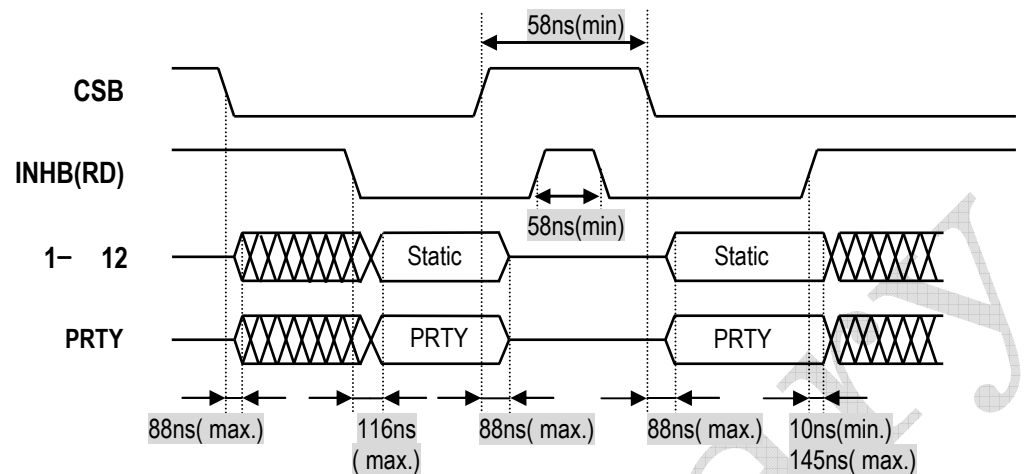 58ns(min)
CSB
INHB(RD)
58ns(min)
1– 12 Static Static
PRTY PRTY PRTY
88ns( max.) 116ns 88ns( max.) 88ns( max.) 10ns(min.)
( max.) 145ns( max.)